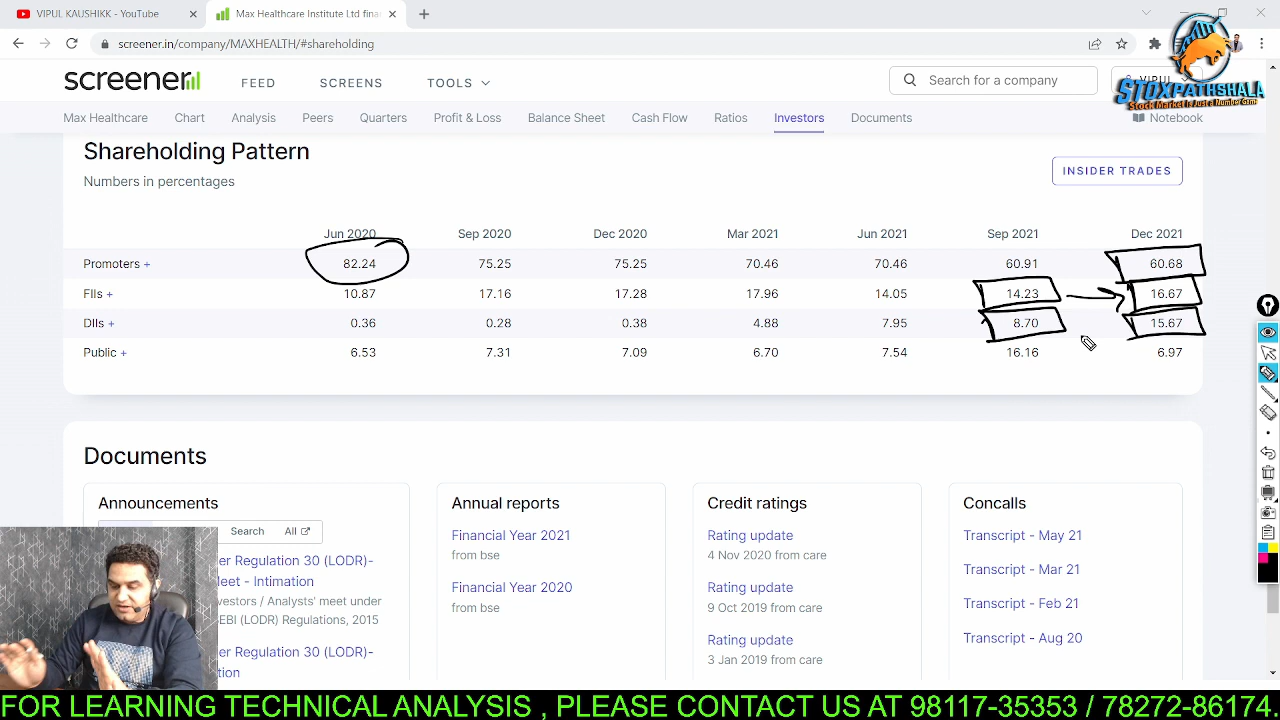 VIPUL KAUSHIKK - YouTube
Max Healthcare Institute Ltd fina
screener.in/company/MAXHEALTH/#shareholding
screener
FEED
SCREENS
TOOLS
Search for a company
VIPUL
STOXPATHSHALA
Stock Market is Just a Number Game
Max Healthcare Chart Analysis Peers Quarters Loss Balance Sheet Cash Flow Ratios Investors Documents
Notebook
Shareholding Pattern
Numbers in percentages
INSIDER TRADES
Jun 2020 Sep 2020 Dec 2020 Mar 2021 Jun 2021 Sep 2021 Dec 2021
Promoters + 82.24 75.25 75.25 70.46 70.46 60.91 60.68
FIIs + 10.87 17.16 17.28 17.96 14.05 14.23 16.67
DIIs + 0.36 0.28 0.38 4.88 7.95 8.70 15.67
Public + 6.53 7.31 7.09 6.70 7.54 16.16 6.97
Documents
Announcements
Search All
er Regulation 30 (LODR)-
eet - Intimation
vestors / Analysts' meet under
EBI (LODR) Regulations, 2015
er Regulation 30 (LODR)-
tion
Annual reports
Financial Year 2021
from bse
Financial Year 2020
from bse
Credit ratings
Rating update
4 Nov 2020 from care
Rating update
9 Oct 2019 from care
Rating update
3 Jan 2019 from care
Concalls
Transcript - May 21
Transcript - Mar 21
Transcript - Feb 21
Transcript - Aug 20
FOR LEARNING TECHNICAL ANALYSIS , PLEASE CONTACT US AT 98117-35353 / 78272-86174.